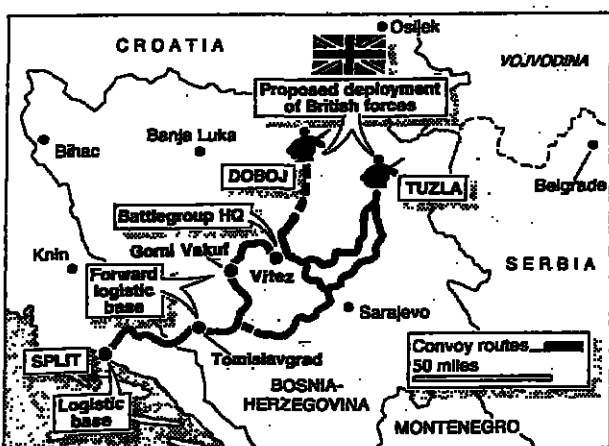 Osijek
CROATIA
VOJVODINA
Proposed deployment
of British forces
Bihac
Banja Luka
DOBOJ
TUZLA
Belgrade
Battlegroup HQ
Gorni Vakuf
Knin
Vitez
SERBIA
Forward
logistic
base
Sarajevo
SPLIT
Tomislavgrad
Convoy routes
50 miles
Logistic
base
BOSNIA-
HERZEGOVINA
MONTENEGRO